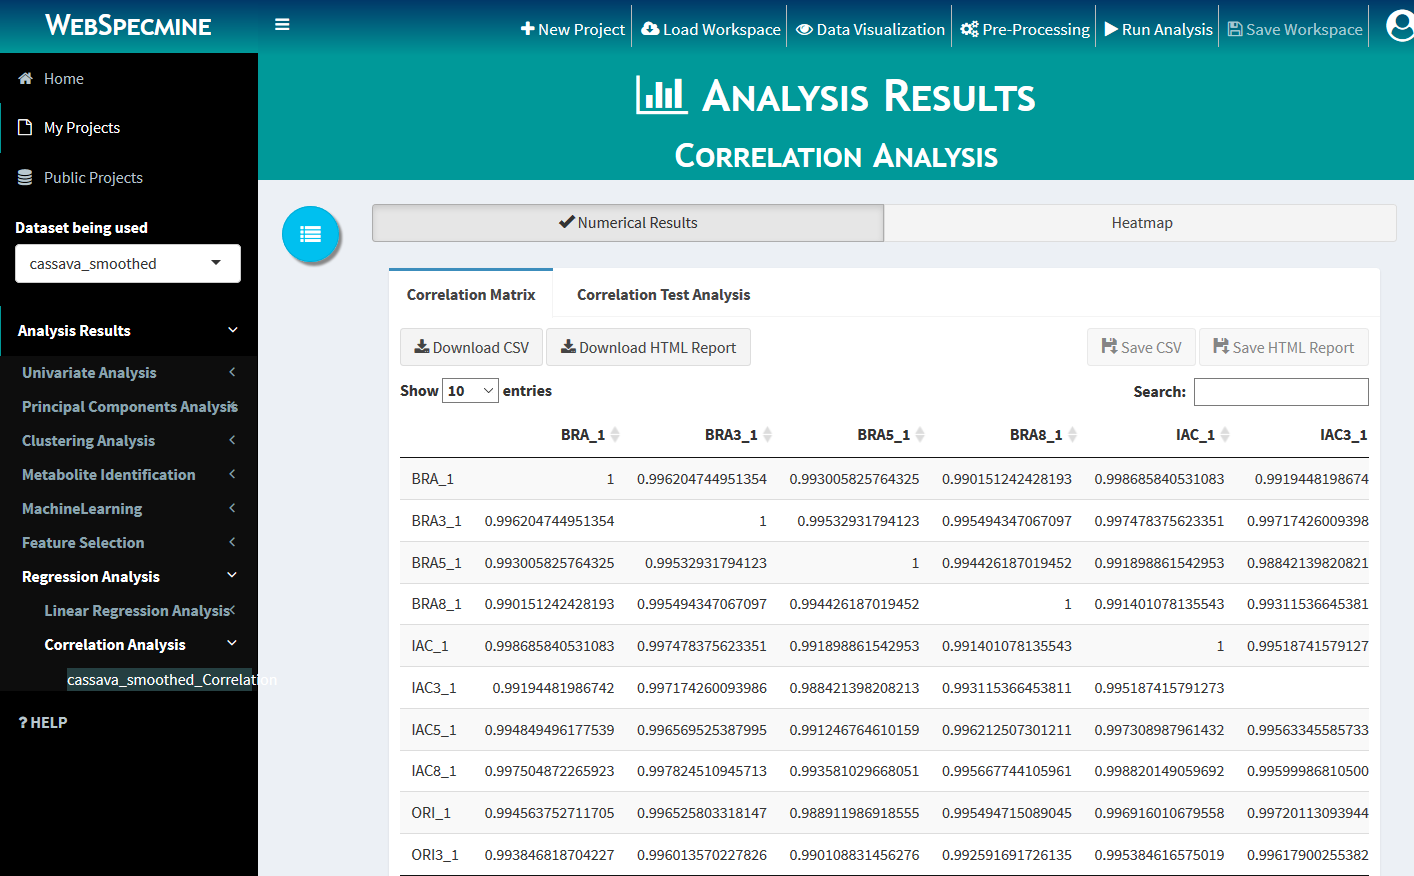 WebSpecmine
New Project
Load Workspace
Data Visualization
Pre-Processing
Run Analysis
Save Workspace
Home
My Projects
Public Projects
Dataset being used
cassava_smoothed
Analysis Results
Univariate Analysis
Principal Components Analysis
Clustering Analysis
Metabolite Identification
MachineLearning
Feature Selection
Regression Analysis
Linear Regression Analysis
Correlation Analysis
cassava_smoothed_Correlation
? HELP
Analysis Results
Correlation Analysis
Numerical Results
Heatmap
Correlation Matrix
Correlation Test Analysis
Download CSV
Download HTML Report
Save CSV
Save HTML Report
Show 10 entries
Search:
BRA_1 BRA3_1 BRA5_1 BRA8_1 IAC_1 IAC3_1
BRA_1 1 0.996204744951354 0.993005825764325 0.990151242428193 0.998685840531083 0.9919448198674
BRA3_1 0.996204744951354 1 0.99532931794123 0.995494347067097 0.997478375623351 0.99717426009398
BRA5_1 0.993005825764325 0.99532931794123 1 0.994426187019452 0.991898861542953 0.98842139820821
BRA8_1 0.990151242428193 0.995494347067097 0.994426187019452 1 0.991401078135543 0.99311536645381
IAC_1 0.998685840531083 0.997478375623351 0.991898861542953 0.991401078135543 1 0.99518741579127
IAC3_1 0.99194481986742 0.997174260093986 0.988421398208213 0.993115366453811 0.995187415791273
IAC5_1 0.994849496177539 0.996569525387995 0.991246764610159 0.996212507301211 0.997308987961432 0.99563345585733
IAC8_1 0.997504872265923 0.997824510945713 0.993581029668051 0.995667744105961 0.998820149059692 0.99599986810500
ORI_1 0.994563752711705 0.996525803318147 0.988911986918555 0.995494715089045 0.996916010679558 0.99720113093944
ORI3_1 0.993846818704227 0.996013570227826 0.990108831456276 0.992591691726135 0.995384616575019 0.99617900255382